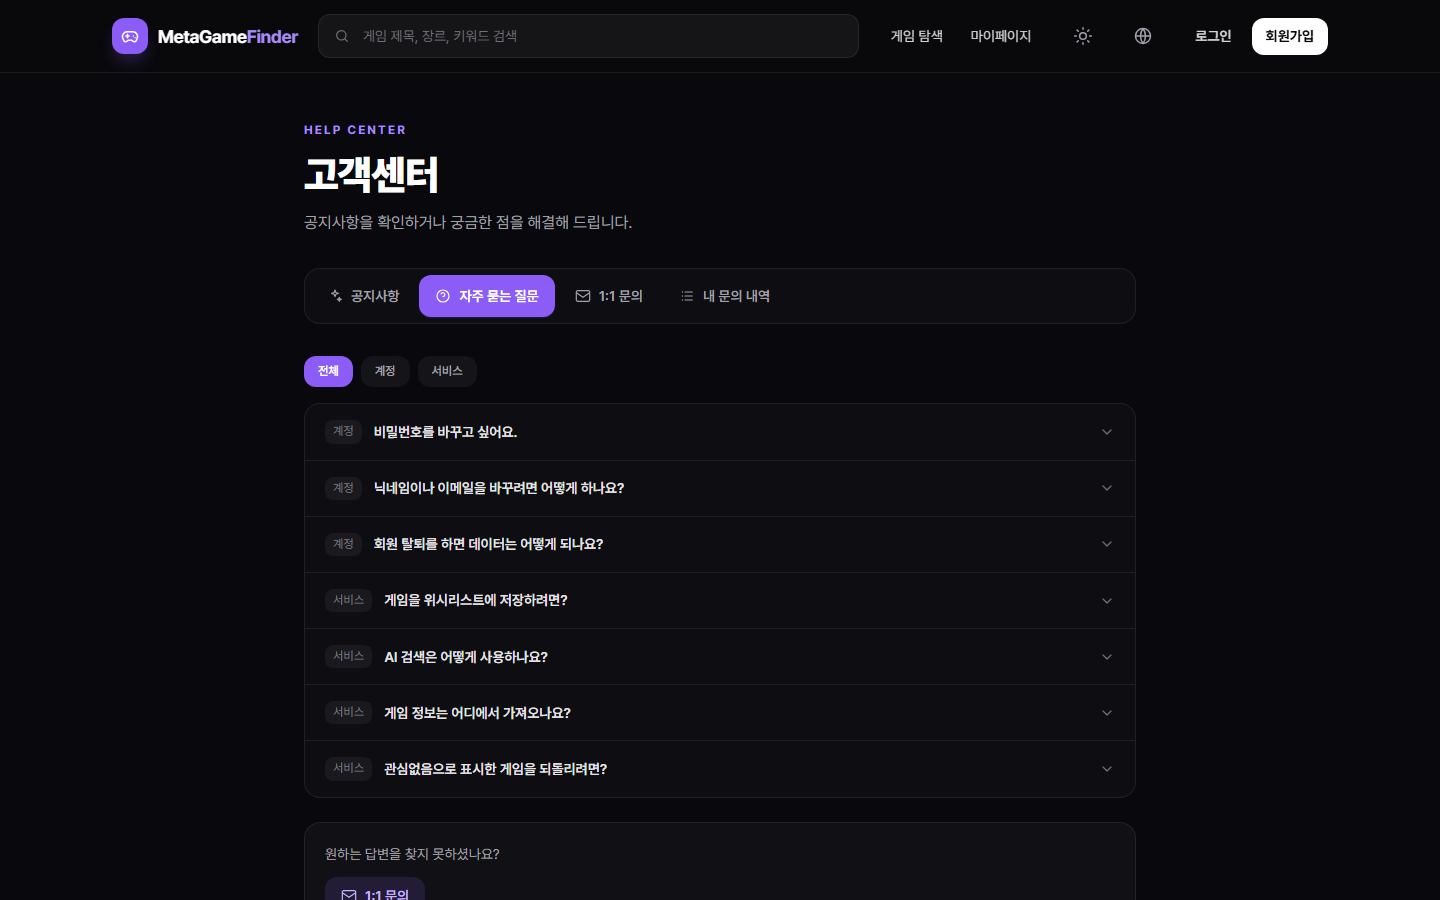 MetaGameFinder
게임 제목, 장르, 키워드 검색
게임 탐색
마이페이지
로그인
회원가입
HELP CENTER
고객센터
공지사항을 확인하거나 궁금한 점을 해결해 드립니다.
공지사항
자주 묻는 질문
1:1 문의
내 문의 내역
전체
계정
서비스
계정 비밀번호를 바꾸고 싶어요.
계정 닉네임이나 이메일을 바꾸려면 어떻게 하나요?
계정 회원 탈퇴를 하면 데이터는 어떻게 되나요?
서비스 게임을 위시리스트에 저장하려면?
서비스 AI 검색은 어떻게 사용하나요?
서비스 게임 정보는 어디에서 가져오나요?
서비스 관심없음으로 표시한 게임을 되돌리려면?
원하는 답변을 찾지 못하셨나요?
1:1 문의